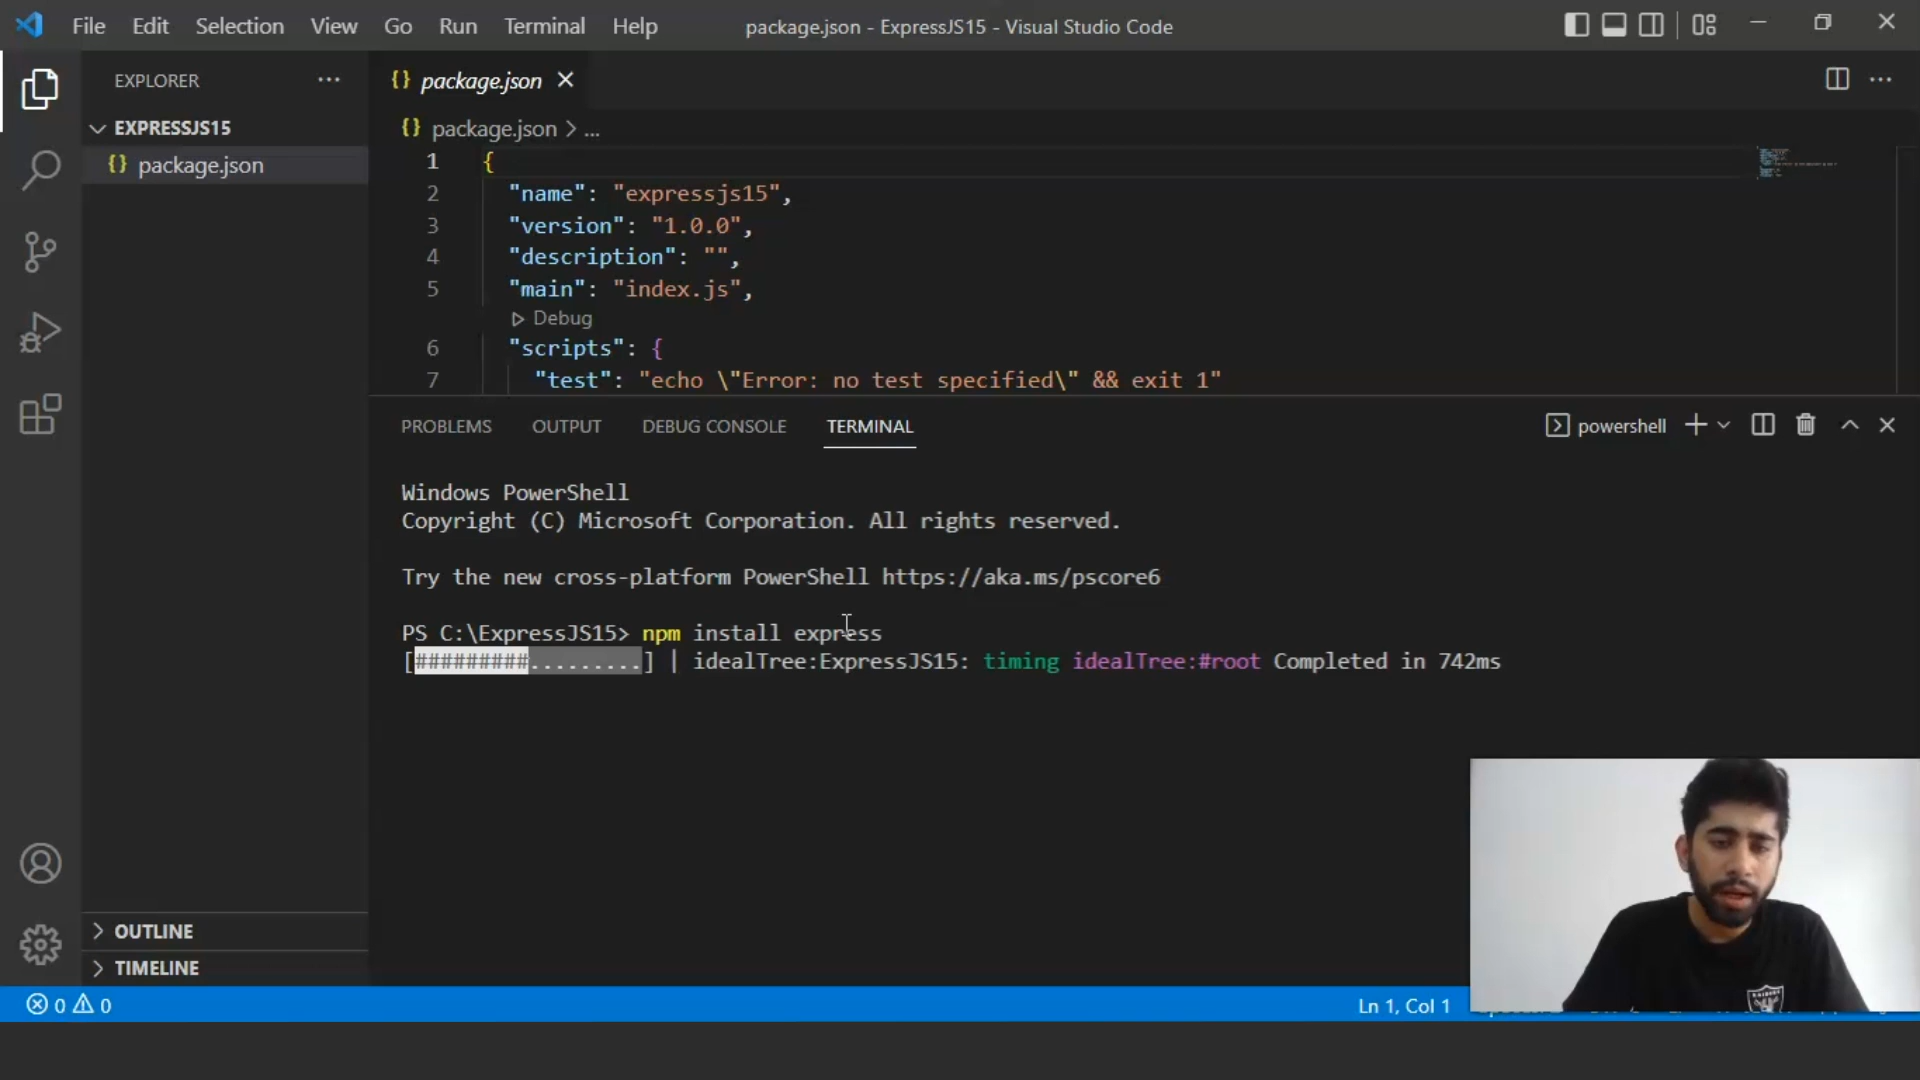 File Edit Selection View Go Run Terminal Help
package.json - ExpressJS15 - Visual Studio Code
EXPLORER
EXPRESSJS15
{} package.json
OUTLINE
TIMELINE
{} package.json
{} package.json > ...
1 {
2 "name": "expressjs15",
3 "version": "1.0.0",
4 "description": "",
5 "main": "index.js",
Debug
6 "scripts": {
7 "test": "echo \"Error: no test specified\" && exit 1"
PROBLEMS OUTPUT DEBUG CONSOLE TERMINAL
powershell
Windows PowerShell
Copyright (C) Microsoft Corporation. All rights reserved.
Try the new cross-platform PowerShell https://aka.ms/pscore6
PS C:\ExpressJS15> npm install express
[#########.........] | idealTree:ExpressJS15: timing idealTree:#root Completed in 742ms
RAIDERS
0 0
Ln 1, Col 1